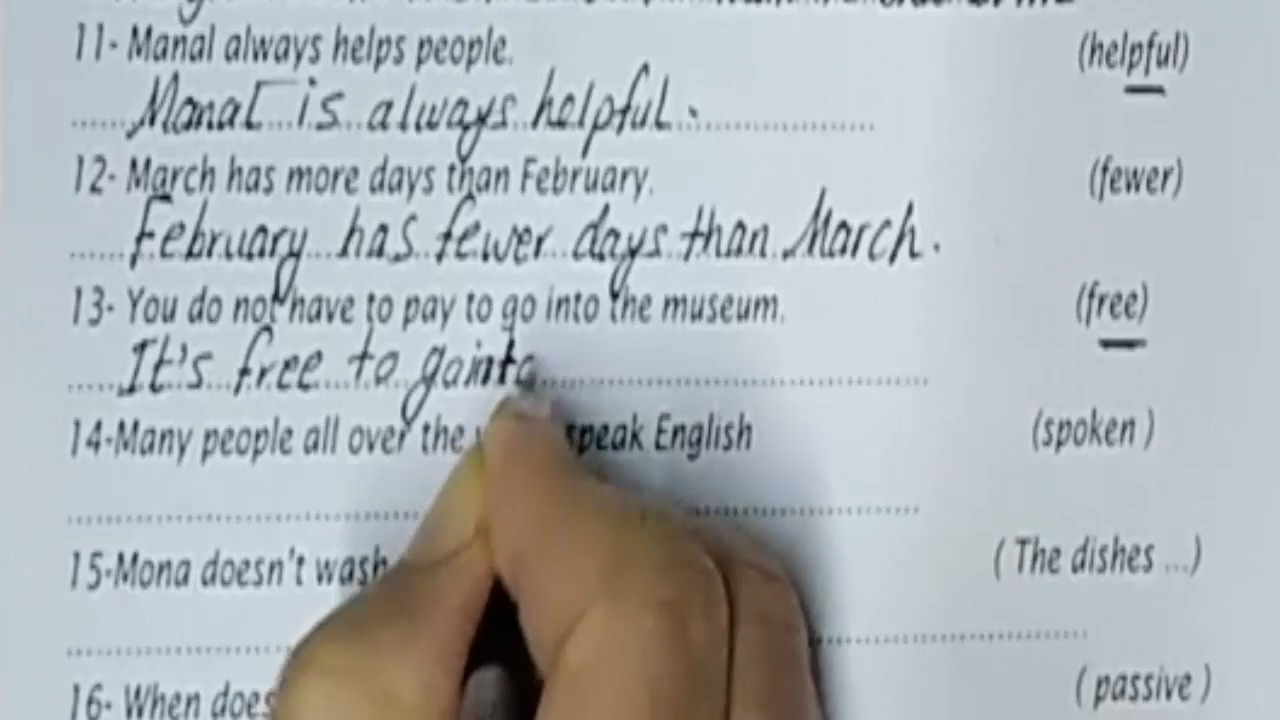 11- Manal always helps people. (helpful)
Manal is always helpful.
12- March has more days than February. (fewer)
February has fewer days than March.
13- You do not have to pay to go into the museum. (free)
It's free to go into
14-Many people all over the speak English (spoken )
15-Mona doesn't wash ( The dishes ...)
16- When does ( passive )